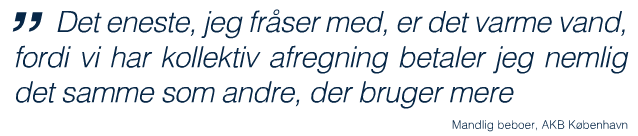 ” Det eneste, jeg fråser med, er det varme vand,
fordi vi har kollektiv afregning betaler jeg nemlig
det samme som andre, der bruger mere
Mandlig beboer, AKB København